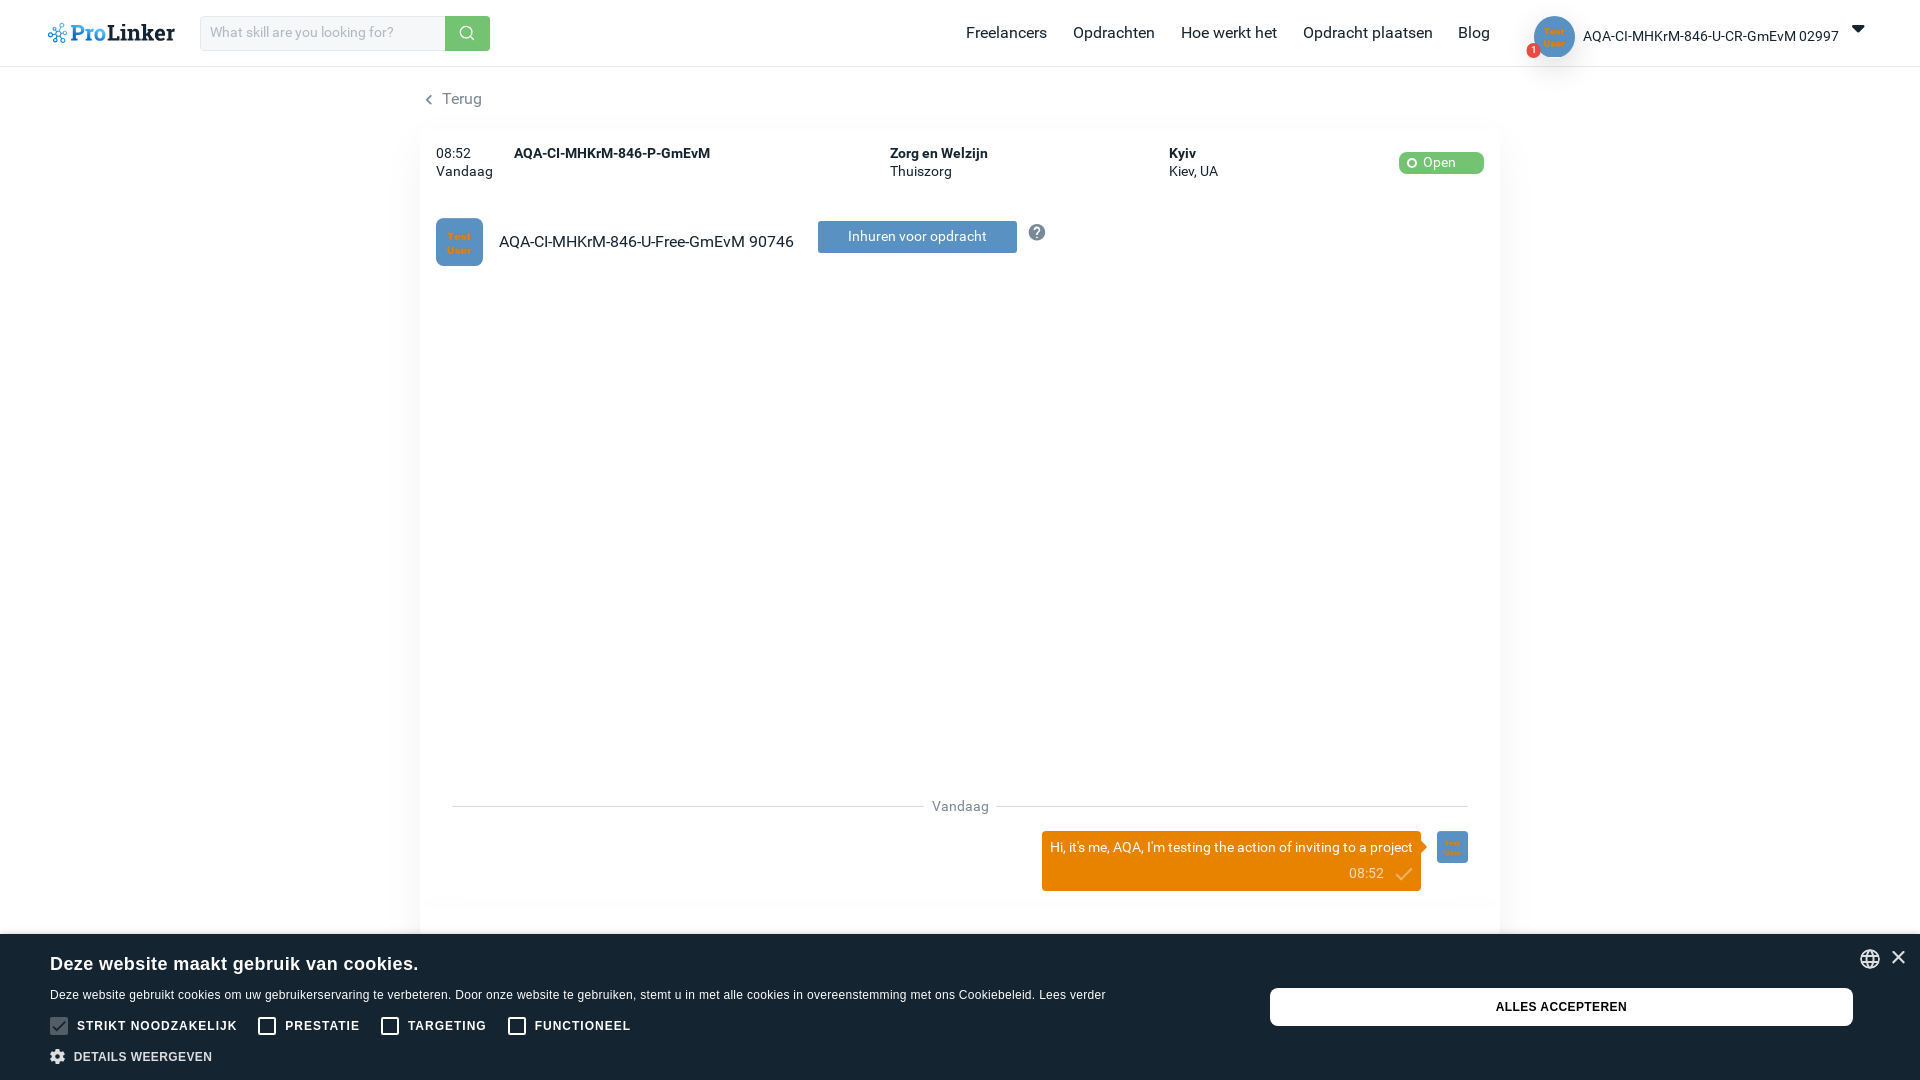 ProLinker
What skill are you looking for?
Freelancers
Opdrachten
Hoe werkt het
Opdracht plaatsen
Blog
Test
User
1
AQA-CI-MHKrM-846-U-CR-GmEvM 02997
Terug
08:52
Vandaag
AQA-CI-MHKrM-846-P-GmEvM
Zorg en Welzijn
Thuiszorg
Kyiv
Kiev, UA
Open
Test
User
AQA-CI-MHKrM-846-U-Free-GmEvM 90746
Inhuren voor opdracht
?
Vandaag
Hi, it's me, AQA, I'm testing the action of inviting to a project
08:52
Test
User
Deze website maakt gebruik van cookies.
Deze website gebruikt cookies om uw gebruikerservaring te verbeteren. Door onze website te gebruiken, stemt u in met alle cookies in overeenstemming met ons Cookiebeleid. Lees verder
STRIKT NOODZAKELIJK
PRESTATIE
TARGETING
FUNCTIONEEL
DETAILS WEERGEVEN
ALLES ACCEPTEREN